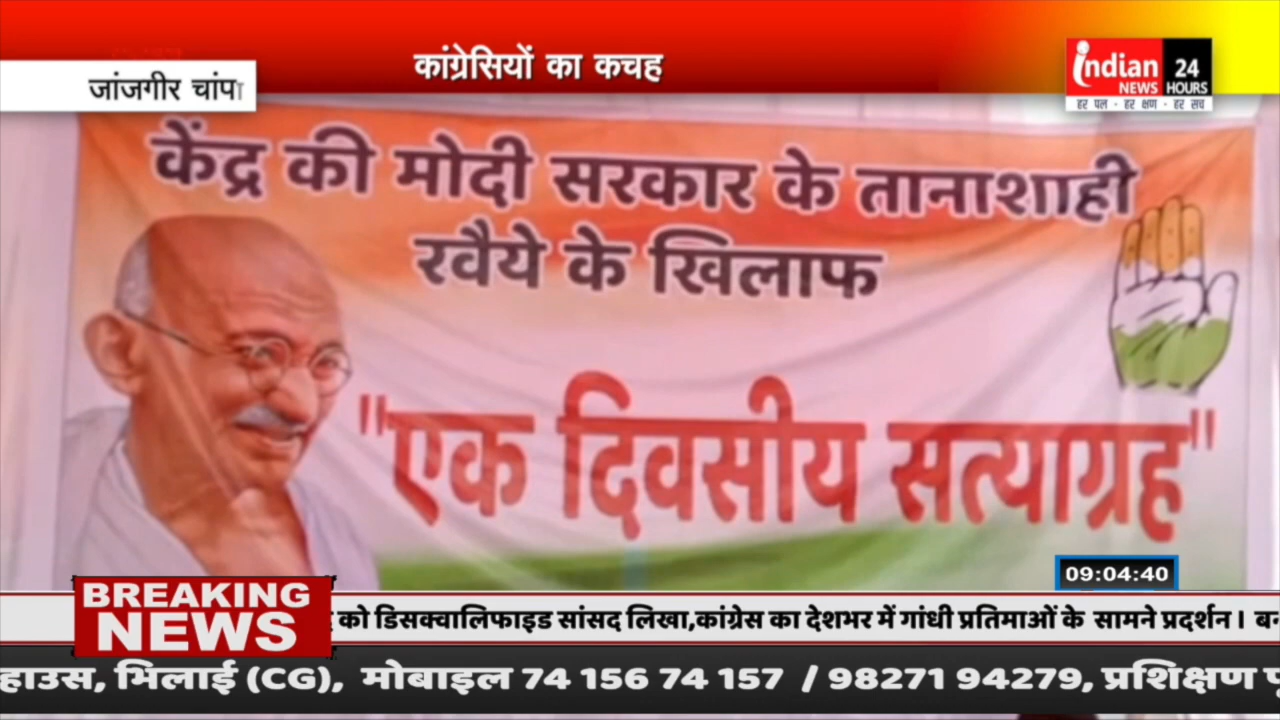 कांग्रेसियों का कचह
जांजगीर चांपा
indian
NEWS
24
HOURS
हर पल - हर क्षण - हर सच
केंद्र की मोदी सरकार के तानाशाही
रवैये के खिलाफ
"एक दिवसीय सत्याग्रह"
09:04:40
BREAKING
NEWS
को डिसक्वालिफाइड सांसद लिखा,कांग्रेस का देशभर में गांधी प्रतिमाओं के सामने प्रदर्शन। बन
हाउस, भिलाई (CG), मोबाइल 74 156 74 157 / 98271 94279, प्रशिक्षण